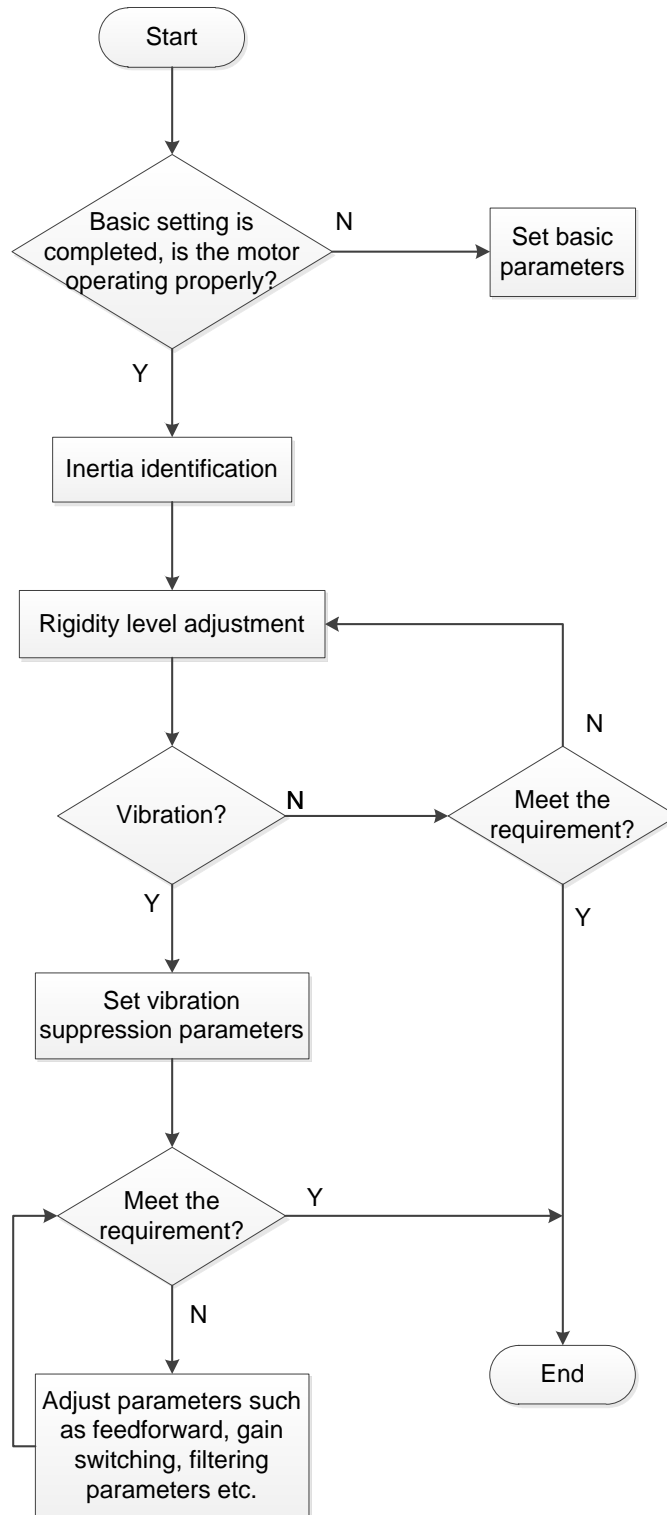 Start
Basic setting is
completed, is the motor
operating properly?
N
Set basic
parameters
Y
Inertia identification
Rigidity level adjustment
N
Vibration?
N
Meet the
requirement?
Y
Y
Set vibration
suppression parameters
Meet the
requirement?
Y
N
End
Adjust parameters such
as feedforward, gain
switching, filtering
parameters etc.